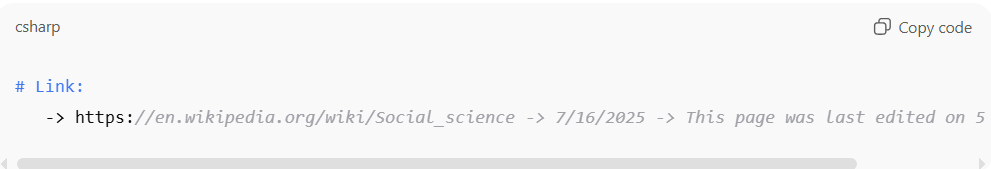 csharp
Copy code
# Link:
-> https://en.wikipedia.org/wiki/Social_science -> 7/16/2025 -> This page was last edited on 5